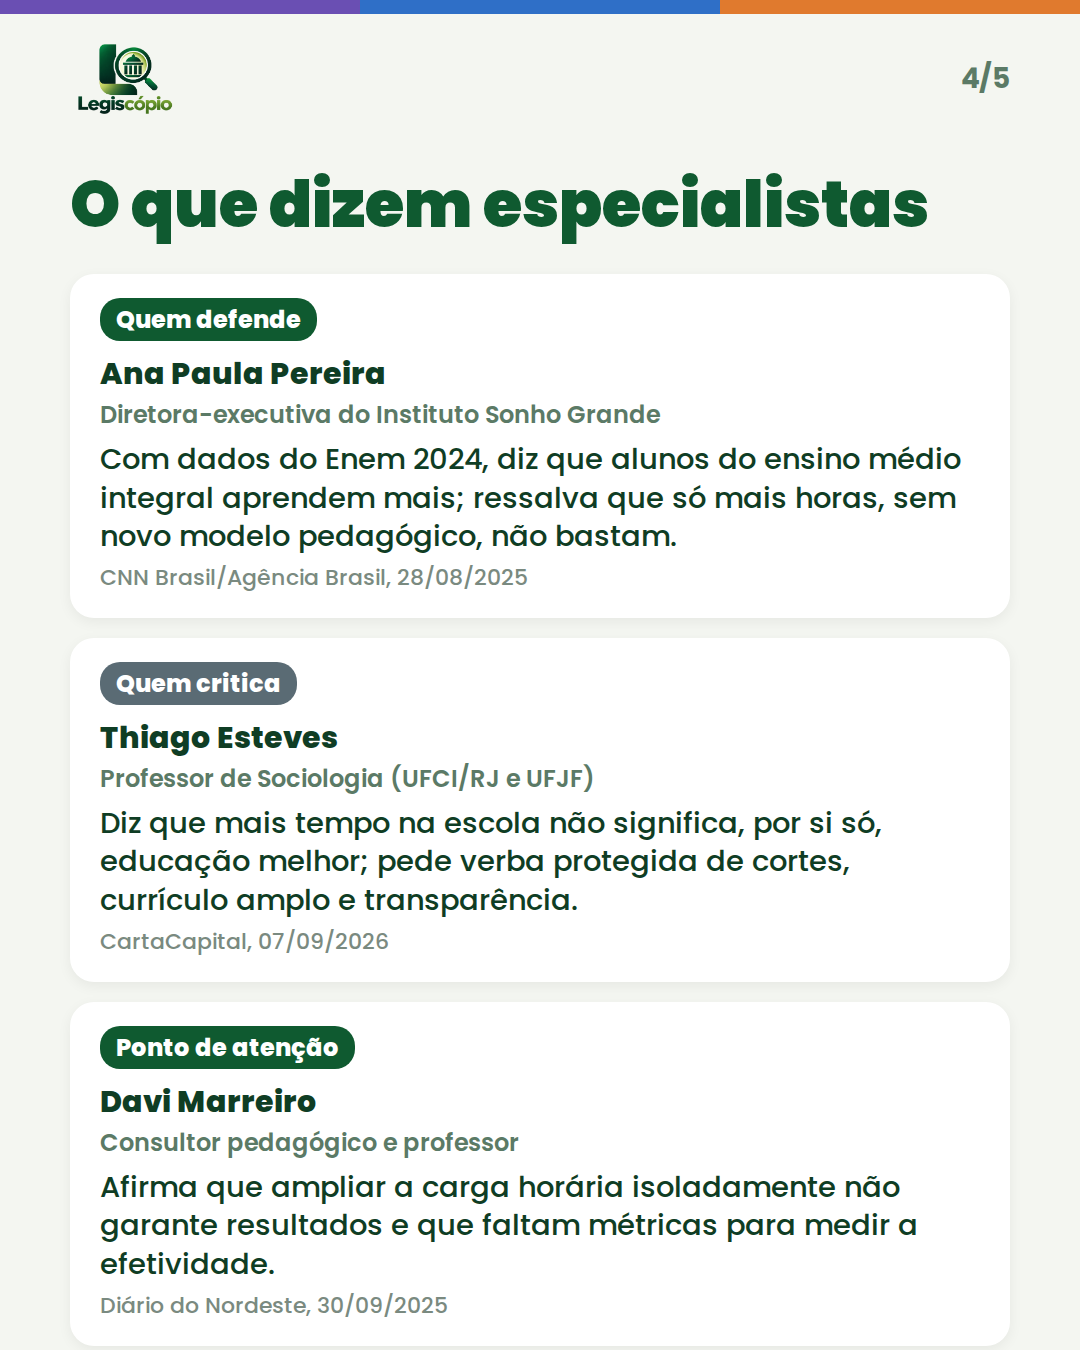 Legiscópio
4/5
O que dizem especialistas
Quem defende
Ana Paula Pereira
Diretora-executiva do Instituto Sonho Grande
Com dados do Enem 2024, diz que alunos do ensino médio
integral aprendem mais; ressalva que só mais horas, sem
novo modelo pedagógico, não bastam.
CNN Brasil/Agência Brasil, 28/08/2025
Quem critica
Thiago Esteves
Professor de Sociologia (UFCI/RJ e UFJF)
Diz que mais tempo na escola não significa, por si só,
educação melhor; pede verba protegida de cortes,
currículo amplo e transparência.
CartaCapital, 07/09/2026
Ponto de atenção
Davi Marreiro
Consultor pedagógico e professor
Afirma que ampliar a carga horária isoladamente não
garante resultados e que faltam métricas para medir a
efetividade.
Diário do Nordeste, 30/09/2025